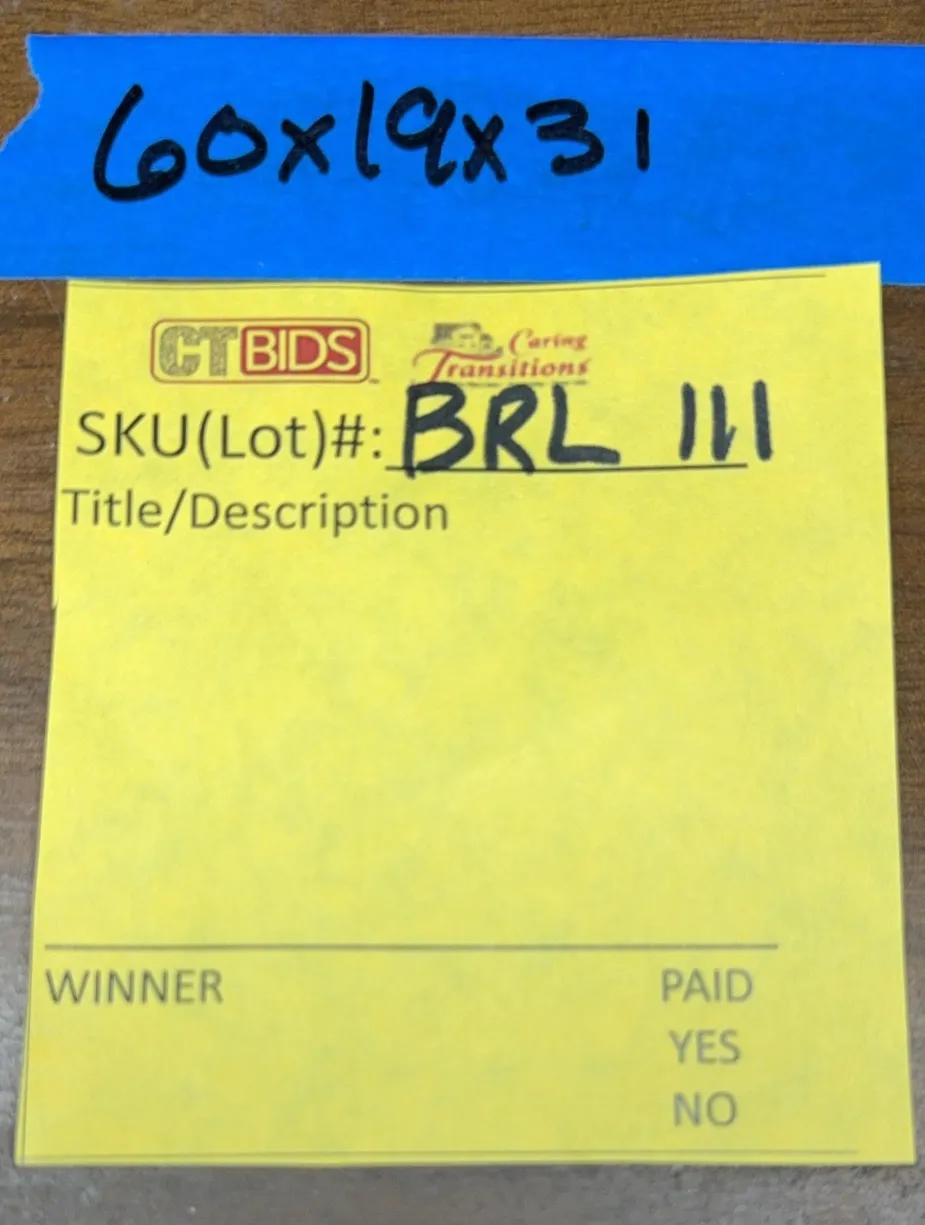 60x19x31
CTBIDS
Caring
Transitions
SKU(Lot)#: BRL 111
Title/Description
WINNER PAID
YES
NO